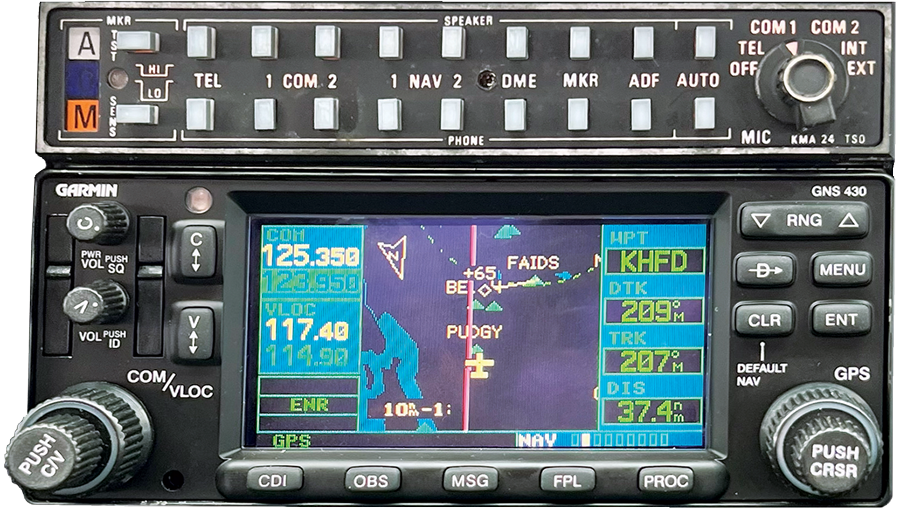 MKR SPEAKER COM 1 COM 2
A TST TEL INT
HI TEL 1 COM 2 1 NAV 2 DME MKR ADF AUTO OFF EXT
LO
M SENS PHONE MIC KMA 24 TSO
GARMIN GNS 430
COM WPT
125.350 FAIDS KHFD RNG
123.950 +65
DTK
PWR VOL PUSH SQ C MENU
VLOC 209°M
117.40 PUDGY TRK CLR ENT
114.90 207°M
VOL PUSH ID V DEFAULT NAV
COM/VLOC DIS GPS
ENR 37.4nm
GPS NAV
PUSH C/V PUSH CRSR
CDI OBS MSG FPL PROC